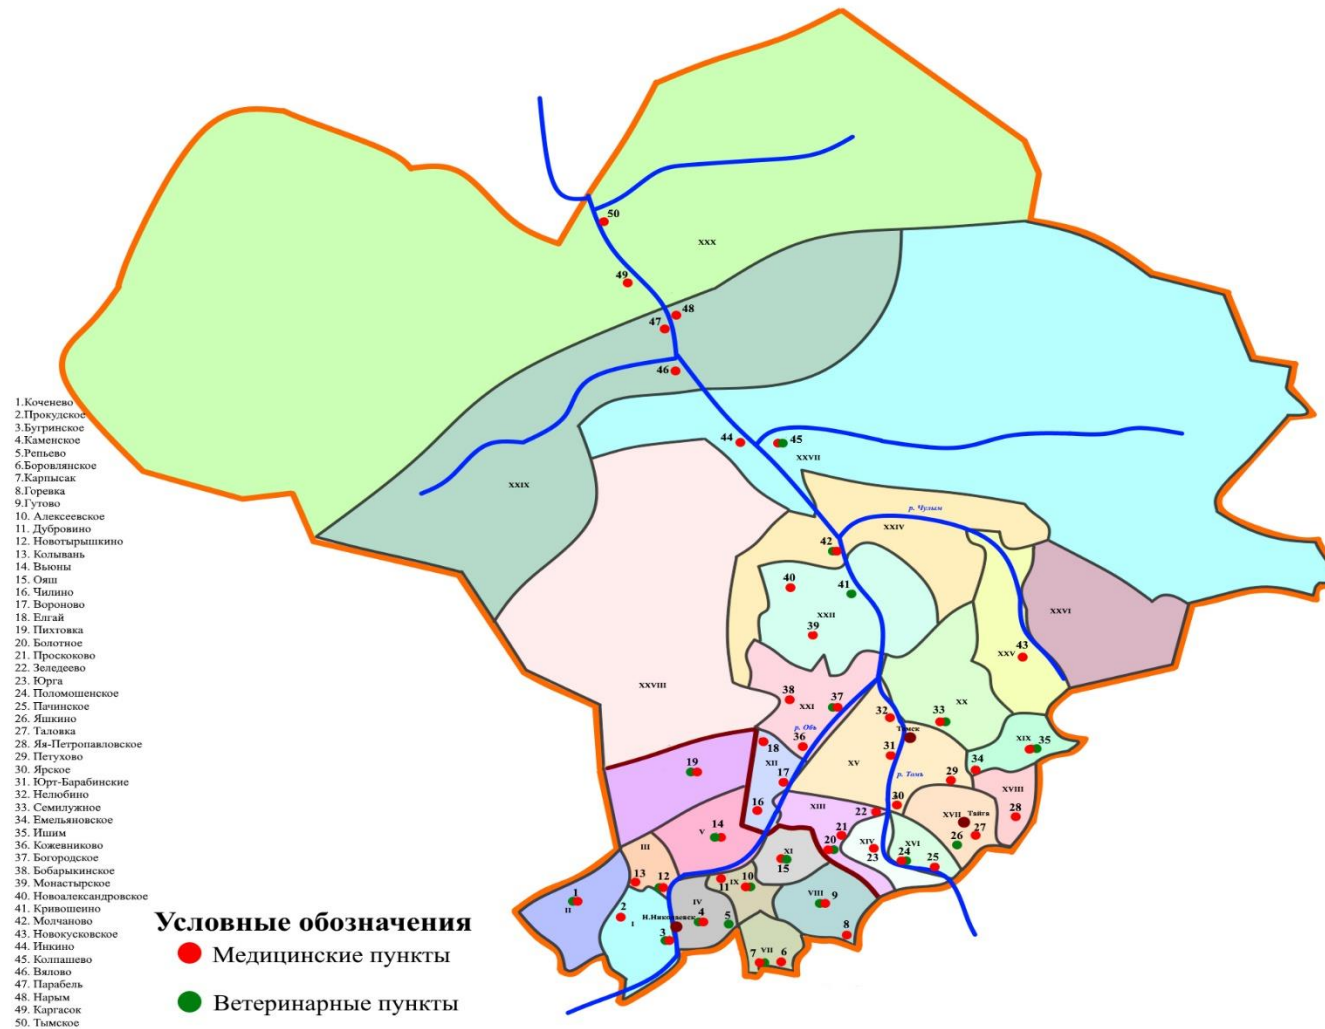 50
XXX
49
48
47
46
44
45
XXVII
XXIX
р. Чулым
XXIV
42
40
41
XXII
39
XXVI
43
XXV
XXVIII
38
XXI
37
XX
33
32
Томск
р. Обь
36
31
XIX
35
18
XII
XV
р. Томь
34
19
17
29
XVIII
30
16
XIII
22
XVII
Тайга
28
14
V
21
27
20
XIV
26
III
XI
XVI
24
23
25
15
13
12
11
IX
10
1
II
VIII
9
2
I
IV
Н.Николаевск
4
5
3
8
7
VII
6
1.Коченево
2.Прокудское
3.Бугринское
4.Каменское
5.Репьево
6.Боровлянское
7.Карпысак
8.Горевка
9.Гутово
10. Алексеевское
11. Дубровино
12. Новотырышкино
13. Колывань
14. Вьюны
15. Ояш
16. Чилино
17. Вороново
18. Елгай
19. Пихтовка
20. Болотное
21. Проскоково
22. Зеледеево
23. Юрга
24. Поломошенское
25. Пачинское
26. Яшкино
27. Таловка
28. Яя-Петропавловское
29. Петухово
30. Ярское
31. Юрт-Барабинские
32. Нелюбино
33. Семилужное
34. Емельяновское
35. Ишим
36. Кожевниково
37. Богородское
38. Бобарыкинское
39. Монастырское
40. Новоалександровское
41. Кривошеино
42. Молчаново
43. Новокусковское
44. Инкино
45. Колпашево
46. Вялово
47. Парабель
48. Нарым
49. Каргасок
50. Тымское
Условные обозначения
Медицинские пункты
Ветеринарные пункты